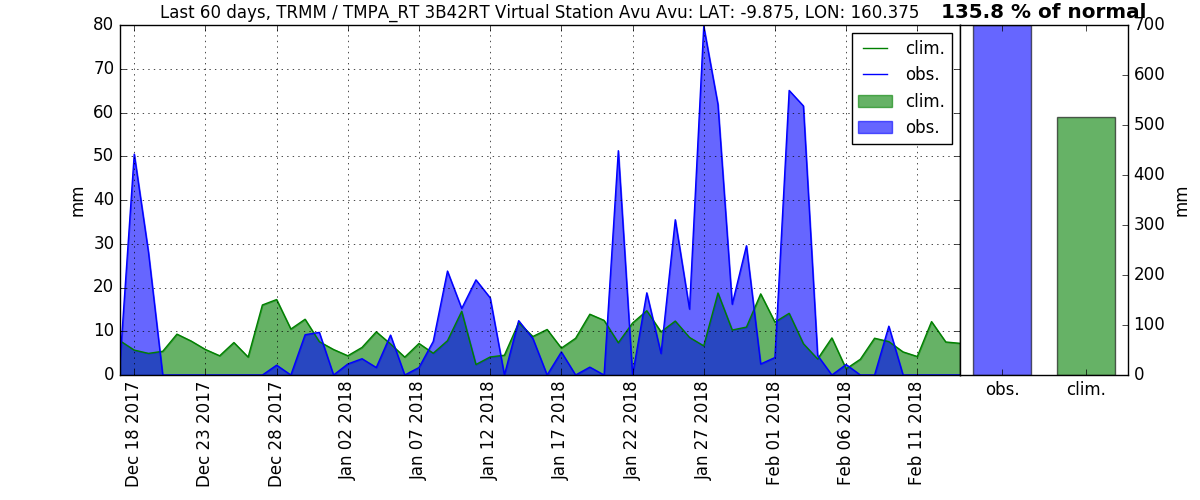 Last 60 days, TRMM / TMPA_RT 3B42RT Virtual Station Avu Avu: LAT: -9.875, LON: 160.375
135.8 % of normal
80
70
60
50
40
30
20
10
0
mm
clim.
obs.
clim.
obs.
700
600
500
400
300
200
100
0
mm
Dec 18 2017
Dec 23 2017
Dec 28 2017
Jan 02 2018
Jan 07 2018
Jan 12 2018
Jan 17 2018
Jan 22 2018
Jan 27 2018
Feb 01 2018
Feb 06 2018
Feb 11 2018
obs.
clim.